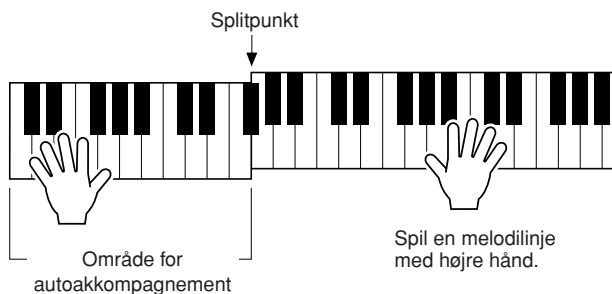 Splitpunkt
Område for
autoakkompagnement
Spil en melodilinje
med højre hånd.